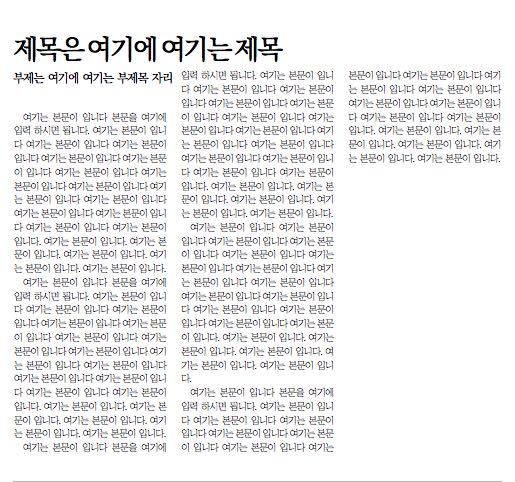 제목은 여기에 여기는 제목
부제는 여기에 여기는 부제목 자리
여기는 본문이 입니다 본문을 여기에
입력 하시면 됩니다. 여기는 본문이 입니
다 여기는 본문이 입니다 여기는 본문이
입니다 여기는 본문이 입니다 여기는 본문
이 입니다 여기는 본문이 입니다 여기는
본문이 입니다 여기는 본문이 입니다 여기
는 본문이 입니다 여기는 본문이 입니다
여기는 본문이 입니다 여기는 본문이 입니
다 여기는 본문이 입니다 여기는 본문이
입니다. 여기는 본문이 입니다. 여기는 본
문이 입니다. 여기는 본문이 입니다. 여기
는 본문이 입니다. 여기는 본문이 입니다.
여기는 본문이 입니다 본문을 여기에
입력 하시면 됩니다. 여기는 본문이 입니
다 여기는 본문이 입니다 여기는 본문이
입니다 여기는 본문이 입니다 여기는 본문
이 입니다 여기는 본문이 입니다 여기는
본문이 입니다 여기는 본문이 입니다 여기
는 본문이 입니다 여기는 본문이 입니다
여기는 본문이 입니다 여기는 본문이 입니
다 여기는 본문이 입니다 여기는 본문이
입니다. 여기는 본문이 입니다. 여기는 본
문이 입니다. 여기는 본문이 입니다. 여기
는 본문이 입니다. 여기는 본문이 입니다.
여기는 본문이 입니다 본문을 여기에
입력 하시면 됩니다. 여기는 본문이 입니
다 여기는 본문이 입니다 여기는 본문이
입니다 여기는 본문이 입니다 여기는 본문
이 입니다 여기는 본문이 입니다 여기는
본문이 입니다 여기는 본문이 입니다 여기
는 본문이 입니다 여기는 본문이 입니다
여기는 본문이 입니다 여기는 본문이 입니
다 여기는 본문이 입니다 여기는 본문이
입니다. 여기는 본문이 입니다. 여기는 본
문이 입니다. 여기는 본문이 입니다. 여기
는 본문이 입니다. 여기는 본문이 입니다.
여기는 본문이 입니다 여기는 본문이
입니다 여기는 본문이 입니다 여기는 본문
이 입니다 여기는 본문이 입니다 여기는
본문이 입니다 여기는 본문이 입니다 여기
는 본문이 입니다 여기는 본문이 입니다
여기는 본문이 입니다 여기는 본문이 입니
다 여기는 본문이 입니다 여기는 본문이
입니다. 여기는 본문이 입니다. 여기는 본문
이 입니다. 여기는 본문이 입니다. 여기는
본문이 입니다. 여기는 본문이 입니다. 여
기는 본문이 입니다. 여기는 본문이 입니
다.
여기는 본문이 입니다 본문을 여기에
입력 하시면 됩니다. 여기는 본문이 입니
다 여기는 본문이 입니다 여기는 본문이
입니다 여기는 본문이 입니다 여기는 본문
이 입니다 여기는 본문이 입니다 여기는
본문이 입니다 여기는 본문이 입니다 여기
는 본문이 입니다 여기는 본문이 입니다
여기는 본문이 입니다 여기는 본문이 입니
다 여기는 본문이 입니다 여기는 본문이
입니다. 여기는 본문이 입니다. 여기는 본
문이 입니다. 여기는 본문이 입니다. 여기
는 본문이 입니다. 여기는 본문이 입니다.